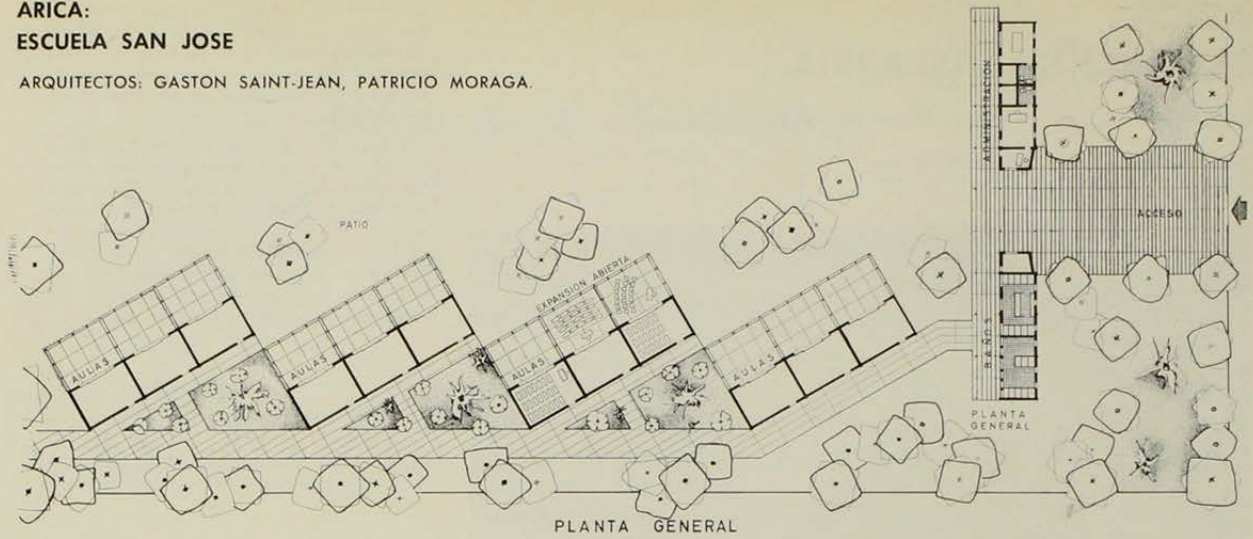 ARICA:
ESCUELA SAN JOSE
ARQUITECTOS: GASTON SAINT-JEAN, PATRICIO MORAGA.
ADMINISTRACION
ACCESO
PATIO
EXPANSION ABIERTA
AULAS
AULAS
AULAS
AULAS
BAÑOS
PLANTA
GENERAL
PLANTA GENERAL